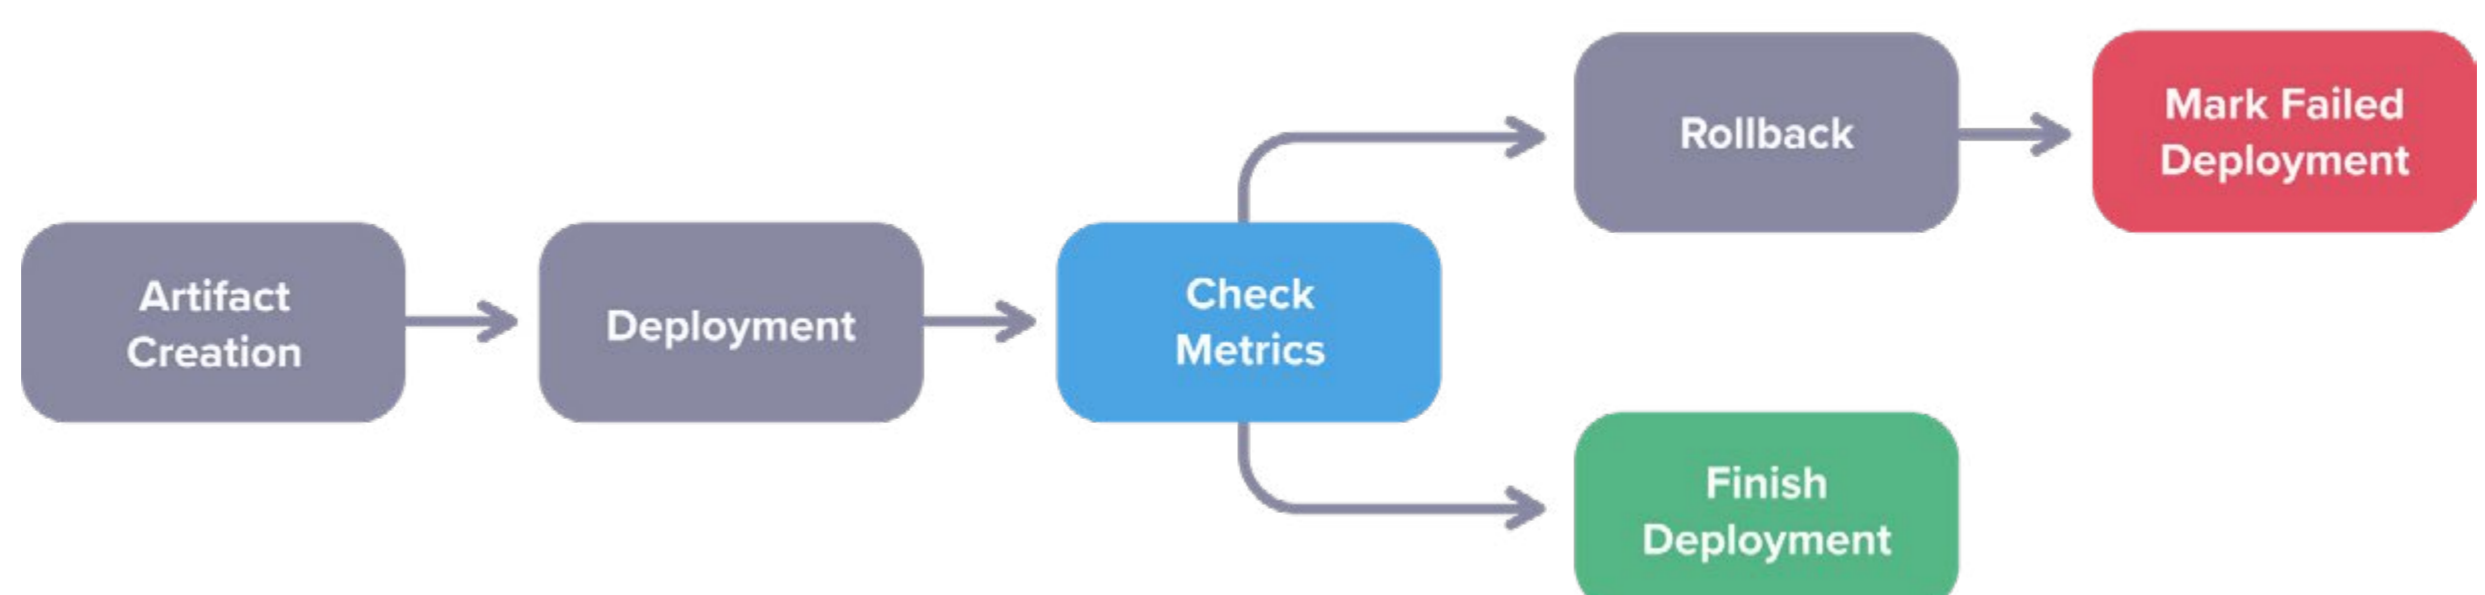 Artifact
Creation
Deployment
Check
Metrics
Rollback
Mark Failed
Deployment
Finish
Deployment